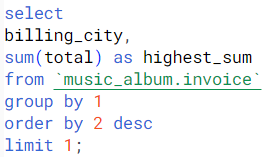 select
billing_city,
sum(total) as highest_sum
from `music_album.invoice`
group by 1
order by 2 desc
limit 1;